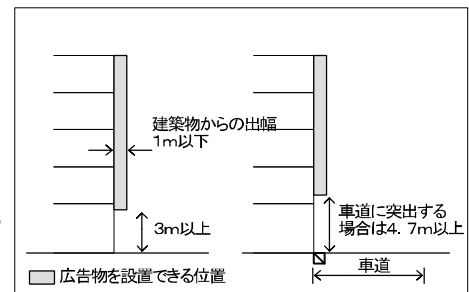 建築物からの出幅
1m以下
3m以上
車道に突出する
場合は4.7m以上
車道
広告物を設置できる位置